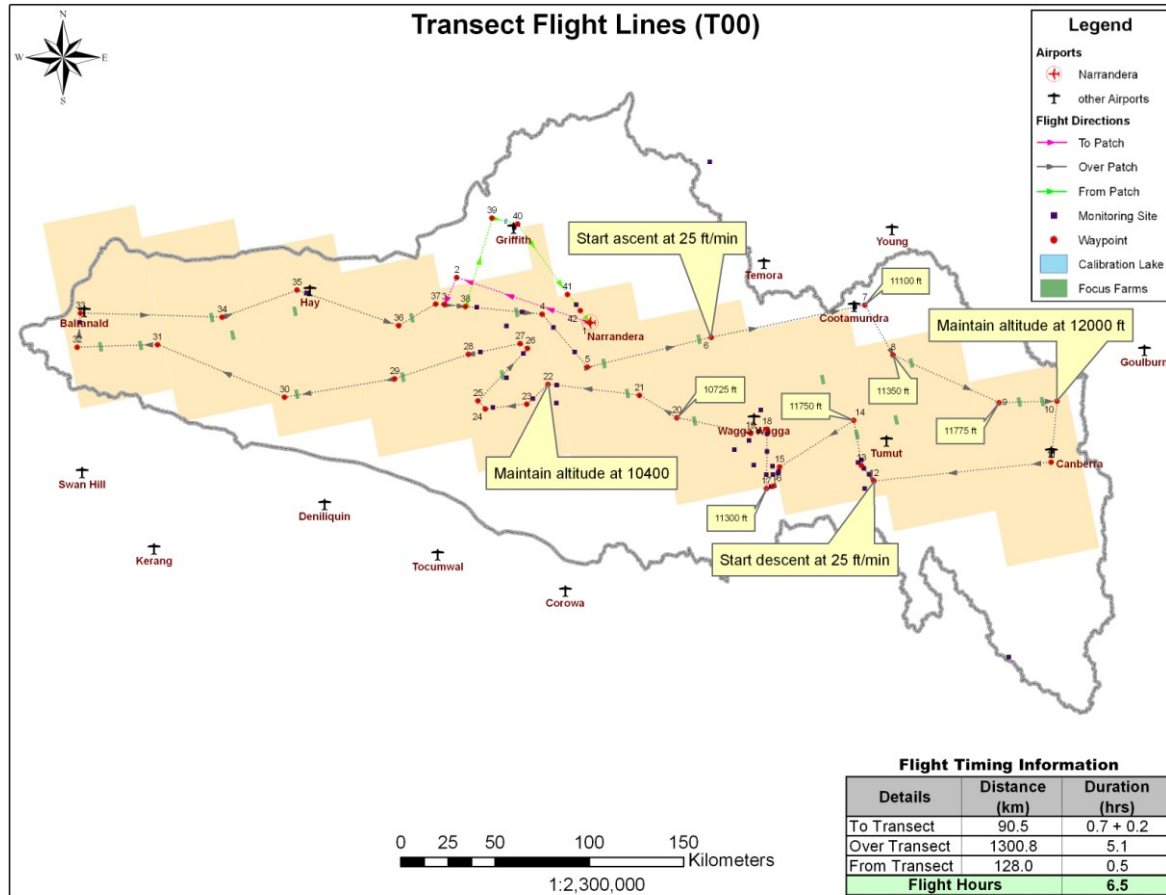 Transect Flight Lines (T00)
N
W
E
S
Legend
Airports
Narrandera
other Airports
Flight Directions
To Patch
Over Patch
From Patch
Monitoring Site
Waypoint
Calibration Lake
Focus Farms
39
40
Griffith
Start ascent at 25 ft/min
Young
Temora
2
41
35
Hay
7
11100 ft
Cootamundra
Maintain altitude at 12000 ft
33
Balranald
34
36
37
3
38
4
42
1
Narrandera
6
Goulburn
32
31
28
27
26
5
8
11350 ft
30
29
25
24
23
22
21
10725 ft
20
11750 ft
14
9
10
11775 ft
19
18
Wagga Wagga
Tumut
Maintain altitude at 10400
15
13
12
Canberra
17
16
11300 ft
Swan Hill
Deniliquin
Start descent at 25 ft/min
Kerang
Tocumwal
Corowa
0 25 50 100 150
Kilometers
1:2,300,000
Flight Timing Information
Details Distance (km) Duration (hrs)
To Transect 90.5 0.7 + 0.2
Over Transect 1300.8 5.1
From Transect 128.0 0.5
Flight Hours 6.5